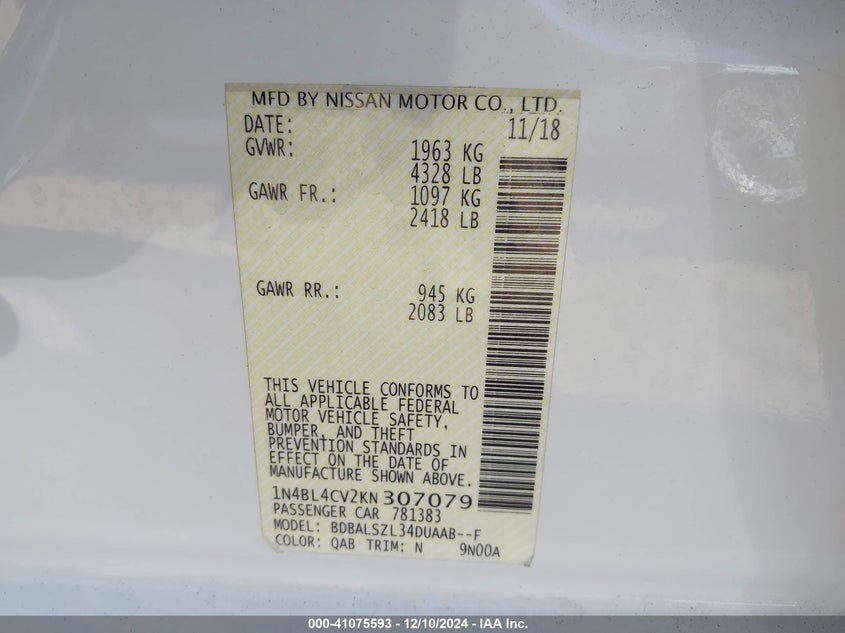 MFD BY NISSAN MOTOR CO., LTD.
DATE: 11/18
GVWR: 1963 KG
4328 LB
GAWR FR.: 1097 KG
2418 LB
GAWR RR.: 945 KG
2083 LB
THIS VEHICLE CONFORMS TO
ALL APPLICABLE FEDERAL
MOTOR VEHICLE SAFETY,
BUMPER, AND THEFT
PREVENTION STANDARDS IN
EFFECT ON THE DATE OF
MANUFACTURE SHOWN ABOVE.
1N4BL4CV2KN307079
PASSENGER CAR 781383
MODEL: BDBALSZL34DUAAB--F
COLOR: QAB TRIM: N 9N00A
000-41075593 - 12/10/2024 - IAA Inc.